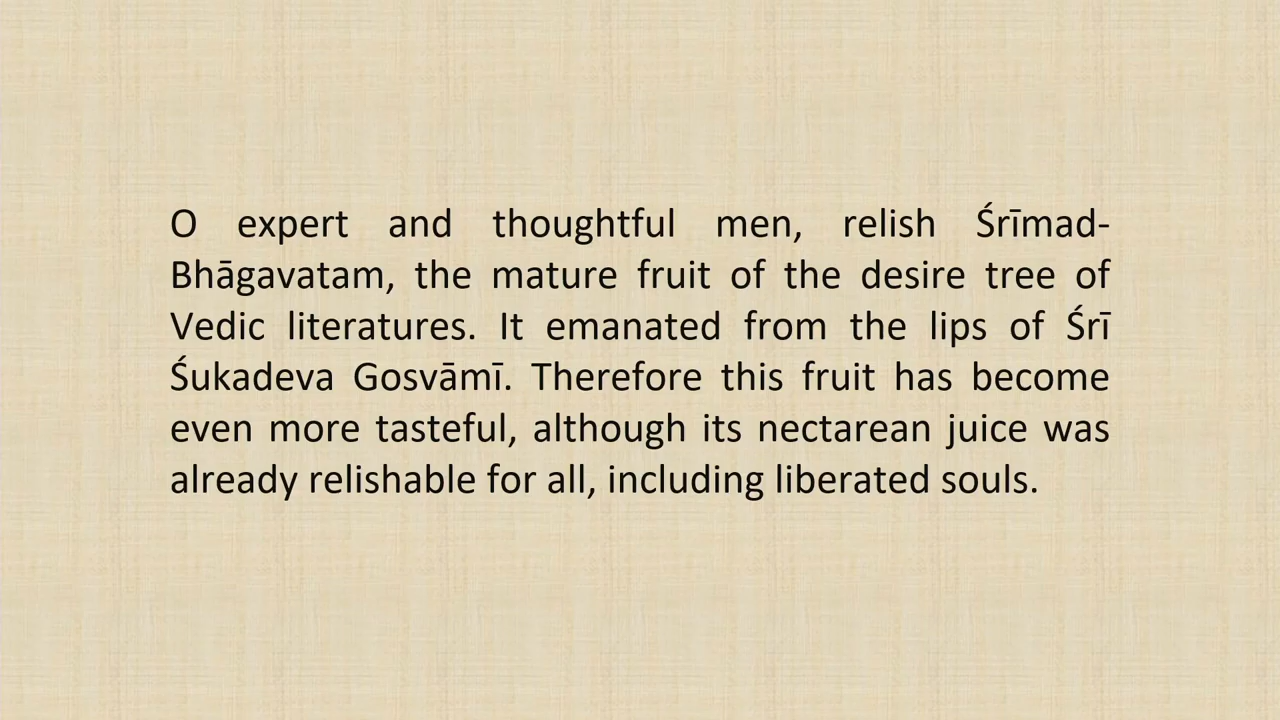 O expert and thoughtful men, relish Śrīmad-
Bhāgavatam, the mature fruit of the desire tree of
Vedic literatures. It emanated from the lips of Śrī
Śukadeva Gosvāmī. Therefore this fruit has become
even more tasteful, although its nectarean juice was
already relishable for all, including liberated souls.